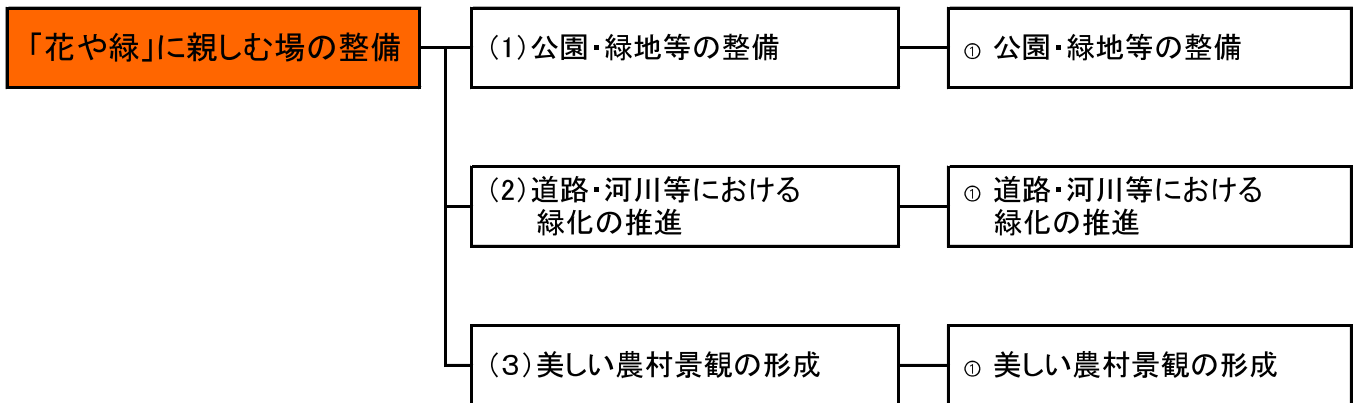 「花や緑」に親しむ場の整備
(1)公園・緑地等の整備
① 公園・緑地等の整備
(2)道路・河川等における
緑化の推進
① 道路・河川等における
緑化の推進
(3)美しい農村景観の形成
① 美しい農村景観の形成